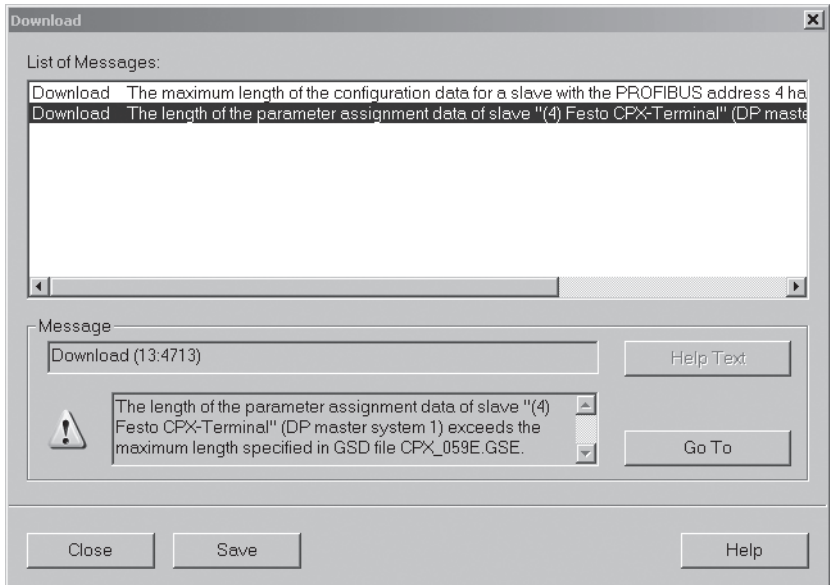 Download
List of Messages:
Download The maximum length of the configuration data for a slave with the PROFIBUS address 4 ha
Download The length of the parameter assignment data of slave "(4) Festo CPX-Terminal" (DP maste
Message
Download (13:4713)
Help Text
The length of the parameter assignment data of slave "(4)
Festo CPX-Terminal" (DP master system 1) exceeds the
maximum length specified in GSD file CPX_059E.GSE.
Go To
Close
Save
Help